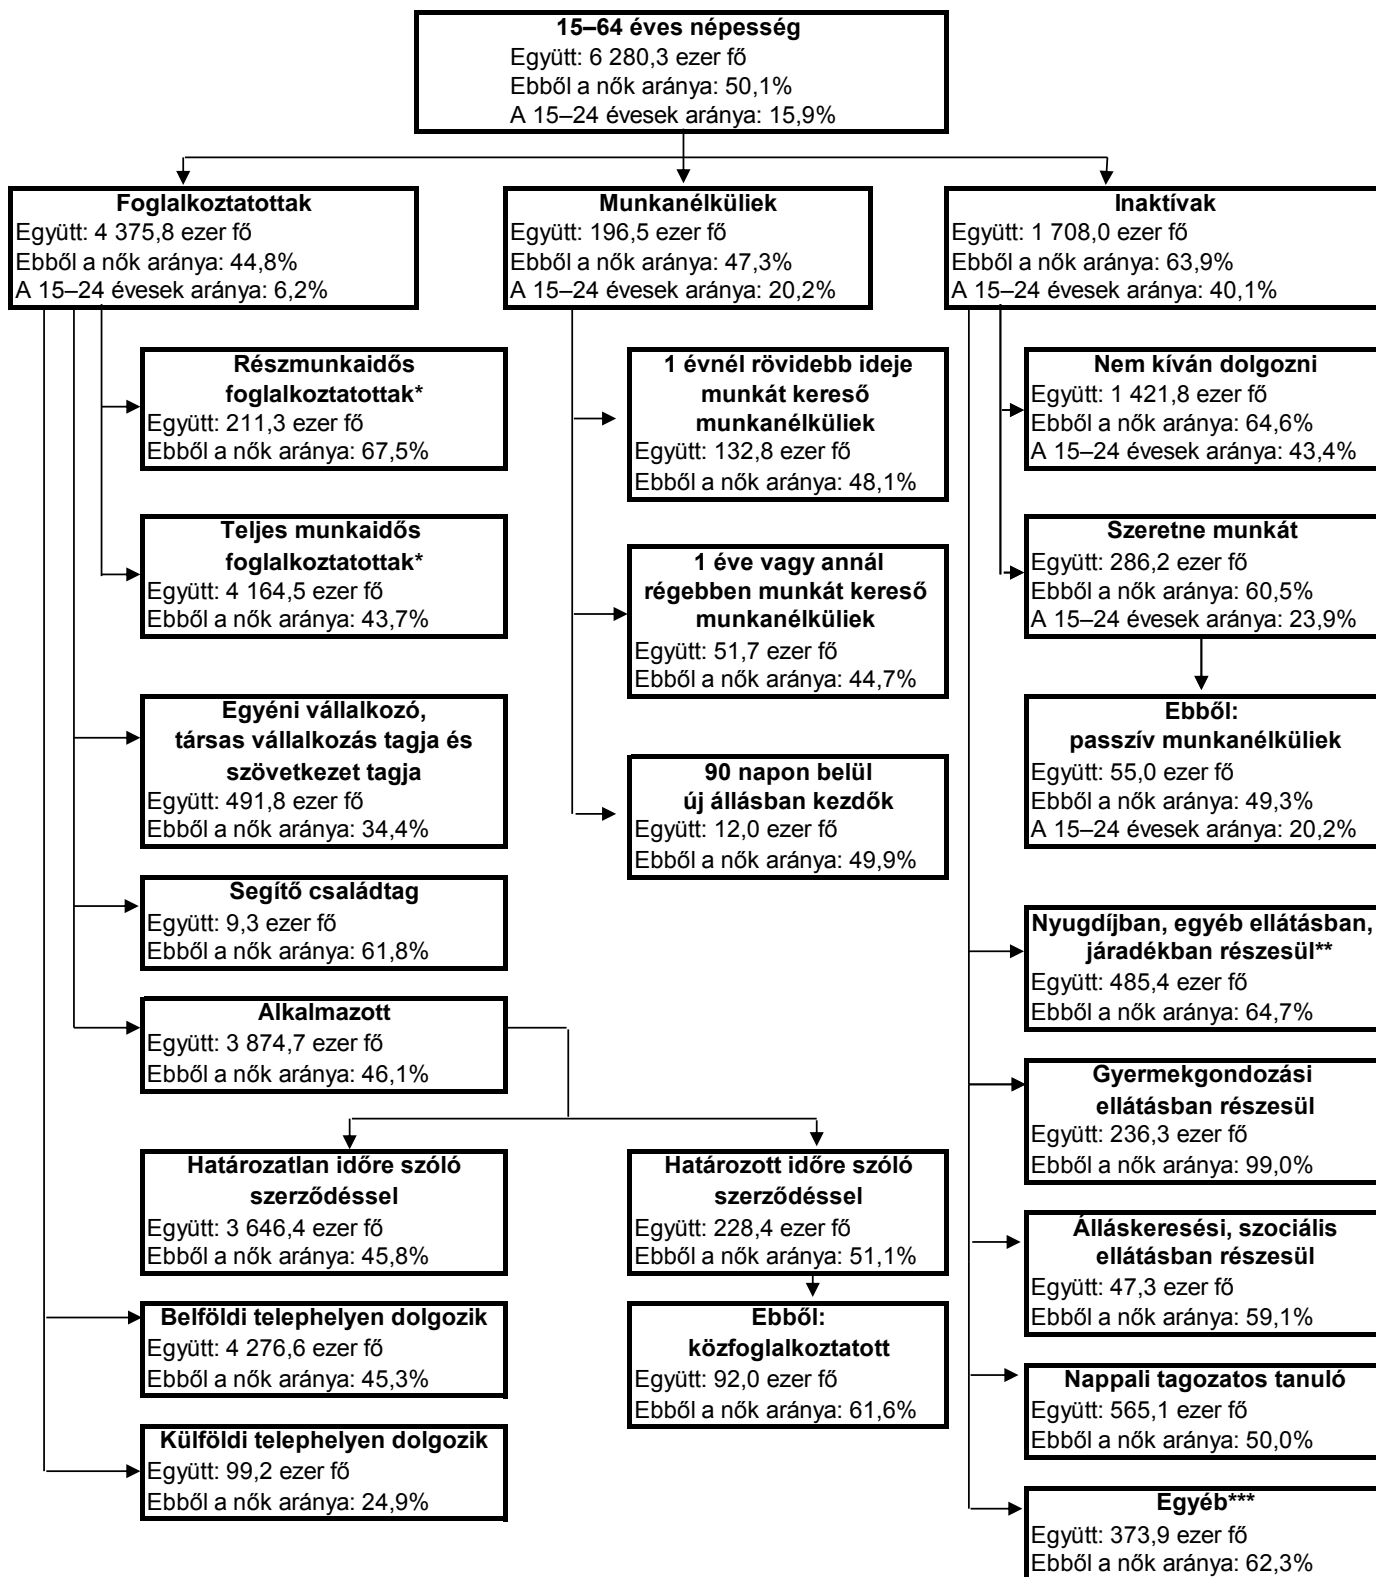 15–64 éves népesség
Együtt: 6 280,3 ezer fő
Ebből a nők aránya: 50,1%
A 15–24 évesek aránya: 15,9%
Foglalkoztatottak
Együtt: 4 375,8 ezer fő
Ebből a nők aránya: 44,8%
A 15–24 évesek aránya: 6,2%
Munkanélküliek
Együtt: 196,5 ezer fő
Ebből a nők aránya: 47,3%
A 15–24 évesek aránya: 20,2%
Inaktívak
Együtt: 1 708,0 ezer fő
Ebből a nők aránya: 63,9%
A 15–24 évesek aránya: 40,1%
Részmunkaidős
foglalkoztatottak*
Együtt: 211,3 ezer fő
Ebből a nők aránya: 67,5%
Teljes munkaidős
foglalkoztatottak*
Együtt: 4 164,5 ezer fő
Ebből a nők aránya: 43,7%
Egyéni vállalkozó,
társas vállalkozás tagja és
szövetkezet tagja
Együtt: 491,8 ezer fő
Ebből a nők aránya: 34,4%
Segítő családtag
Együtt: 9,3 ezer fő
Ebből a nők aránya: 61,8%
Alkalmazott
Együtt: 3 874,7 ezer fő
Ebből a nők aránya: 46,1%
Határozatlan időre szóló
szerződéssel
Együtt: 3 646,4 ezer fő
Ebből a nők aránya: 45,8%
Belföldi telephelyen dolgozik
Együtt: 4 276,6 ezer fő
Ebből a nők aránya: 45,3%
Külföldi telephelyen dolgozik
Együtt: 99,2 ezer fő
Ebből a nők aránya: 24,9%
1 évnél rövidebb ideje
munkát kereső
munkanélküliek
Együtt: 132,8 ezer fő
Ebből a nők aránya: 48,1%
1 éve vagy annál
régebben munkát kereső
munkanélküliek
Együtt: 51,7 ezer fő
Ebből a nők aránya: 44,7%
90 napon belül
új állásban kezdők
Együtt: 12,0 ezer fő
Ebből a nők aránya: 49,9%
Határozott időre szóló
szerződéssel
Együtt: 228,4 ezer fő
Ebből a nők aránya: 51,1%
Ebből:
közfoglalkoztatott
Együtt: 92,0 ezer fő
Ebből a nők aránya: 61,6%
Nem kíván dolgozni
Együtt: 1 421,8 ezer fő
Ebből a nők aránya: 64,6%
A 15–24 évesek aránya: 43,4%
Szeretne munkát
Együtt: 286,2 ezer fő
Ebből a nők aránya: 60,5%
A 15–24 évesek aránya: 23,9%
Ebből:
passzív munkanélküliek
Együtt: 55,0 ezer fő
Ebből a nők aránya: 49,3%
A 15–24 évesek aránya: 20,2%
Nyugdíjban, egyéb ellátásban,
járadékban részesül**
Együtt: 485,4 ezer fő
Ebből a nők aránya: 64,7%
Gyermekgondozási
ellátásban részesül
Együtt: 236,3 ezer fő
Ebből a nők aránya: 99,0%
Álláskeresési, szociális
ellátásban részesül
Együtt: 47,3 ezer fő
Ebből a nők aránya: 59,1%
Nappali tagozatos tanuló
Együtt: 565,1 ezer fő
Ebből a nők aránya: 50,0%
Egyéb***
Együtt: 373,9 ezer fő
Ebből a nők aránya: 62,3%